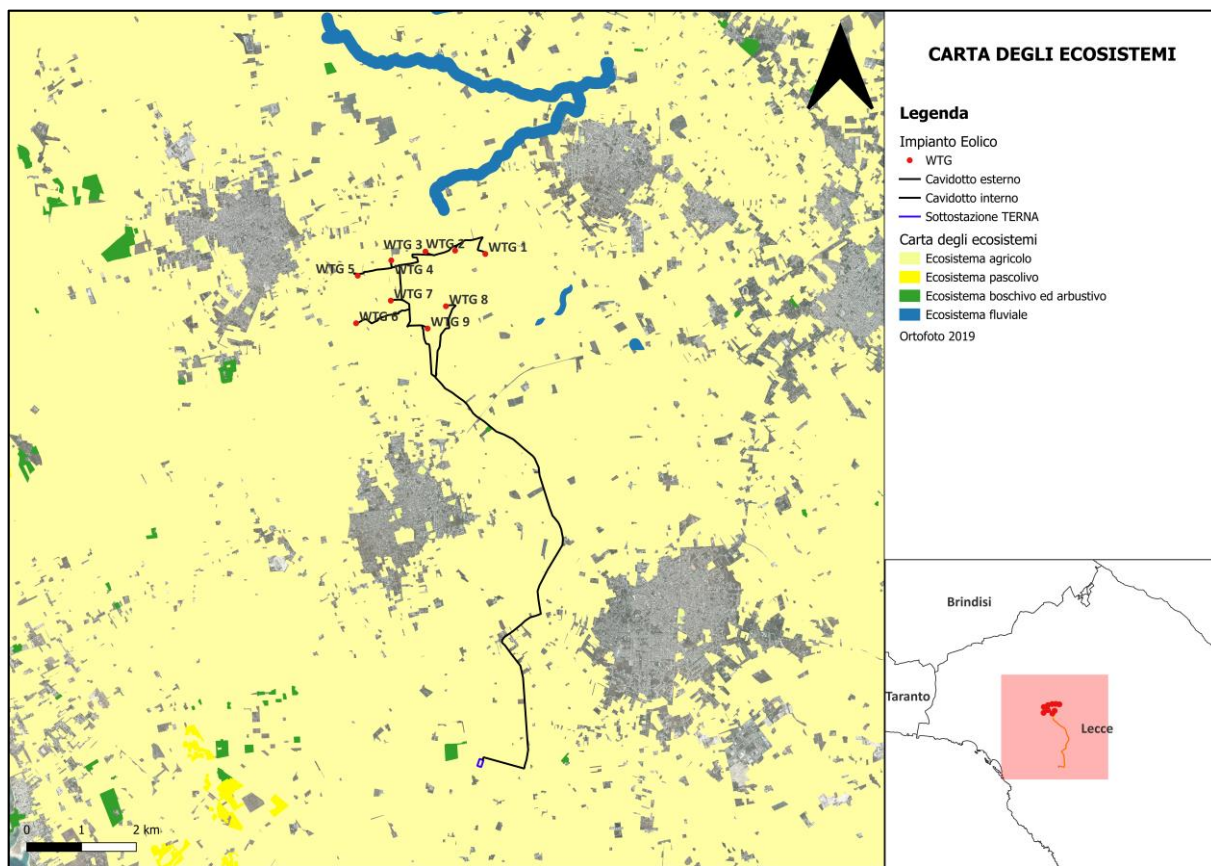 CARTA DEGLI ECOSISTEMI
Legenda
Impianto Eolico
WTG
Cavidotto esterno
Cavidotto interno
Sottostazione TERNA
Carta degli ecosistemi
Ecosistema agricolo
Ecosistema pascolivo
Ecosistema boschivo ed arbustivo
Ecosistema fluviale
Ortofoto 2019
WTG 3 WTG 2
WTG 1
WTG 5 WTG 4
WTG 7 WTG 8
WTG 6
WTG 9
0 1 2 km
Brindisi
Taranto
Lecce